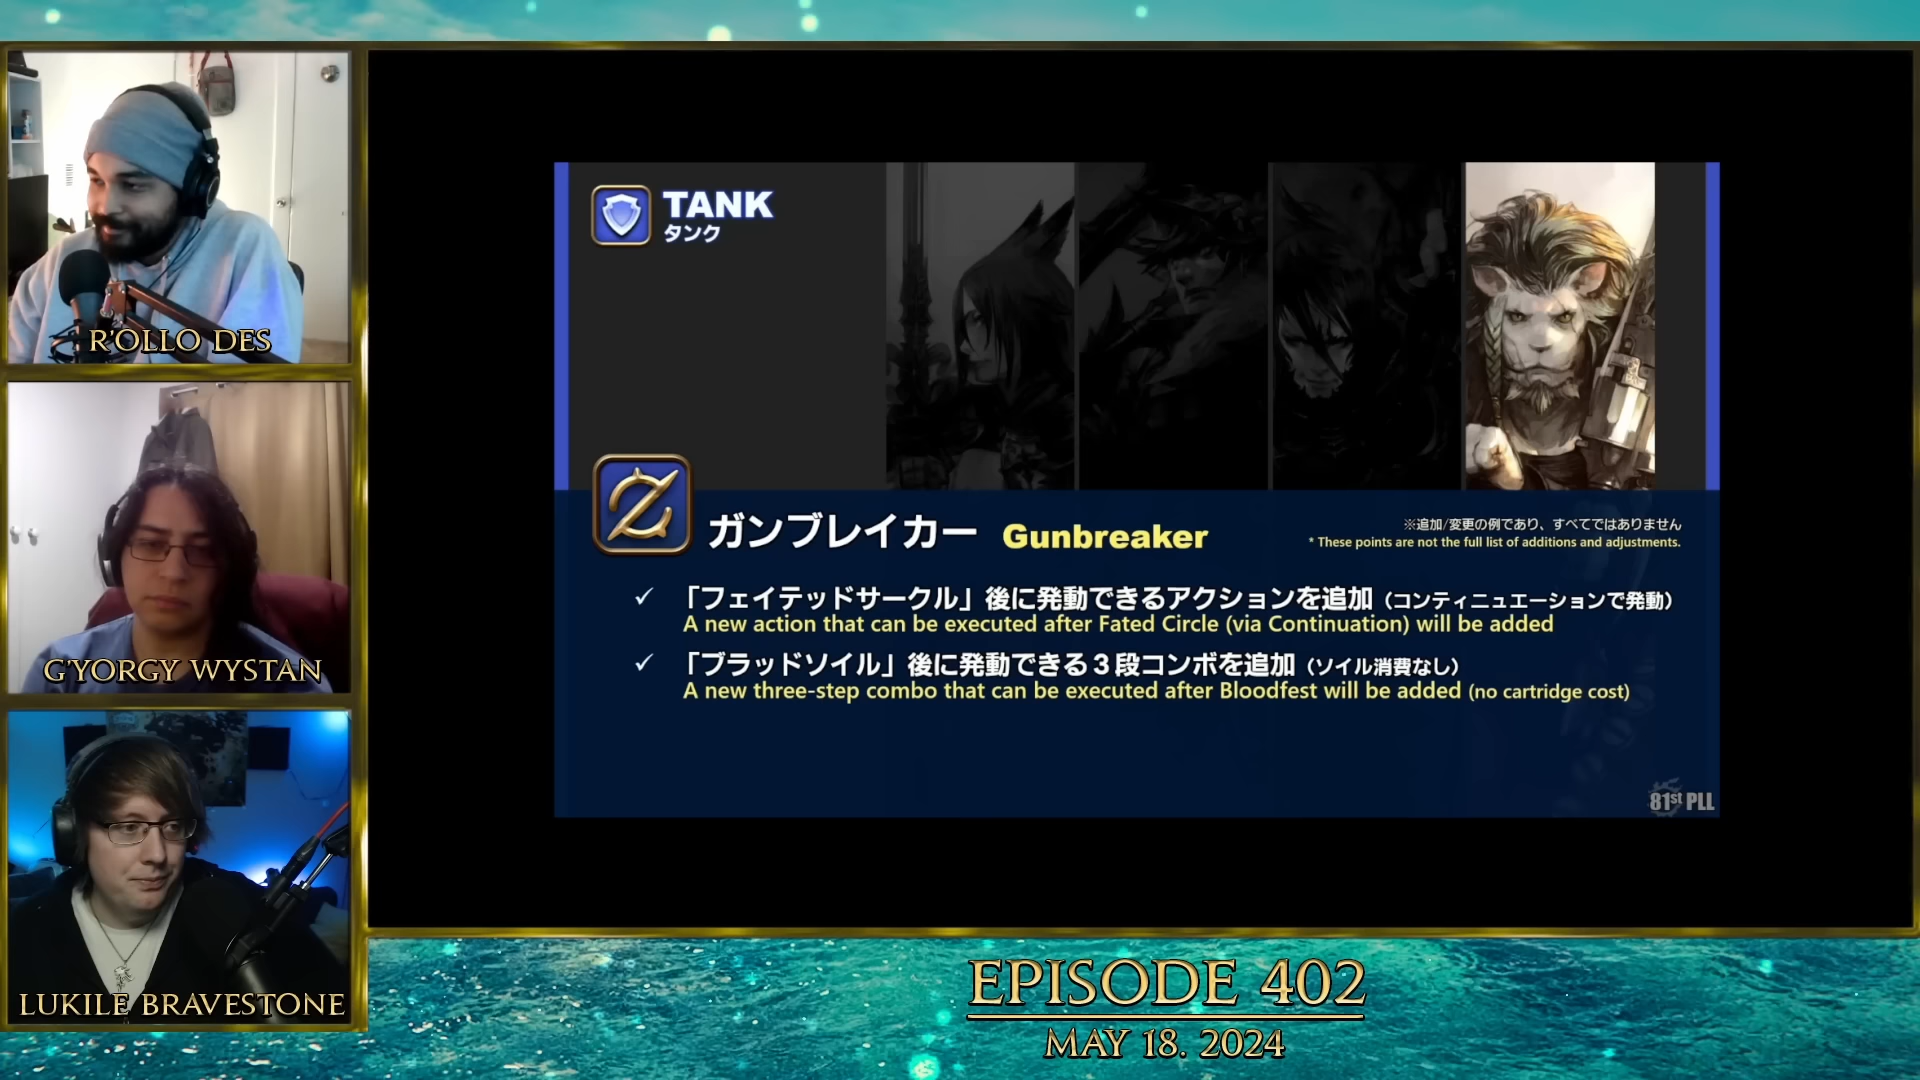 R'OLLO DES
G'YORGY WYSTAN
LUKILE BRAVESTONE
TANK
タンク
ガンブレイカー Gunbreaker
※追加/変更の例であり、すべてではありません
* These points are not the full list of additions and adjustments.
✓ 「フェイテッドサークル」後に発動できるアクションを追加（コンティニュエーションで発動）
A new action that can be executed after Fated Circle (via Continuation) will be added
✓ 「ブラッドソイル」後に発動できる３段コンボを追加（ソイル消費なし）
A new three-step combo that can be executed after Bloodfest will be added (no cartridge cost)
81st PLL
EPISODE 402
MAY 18. 2024